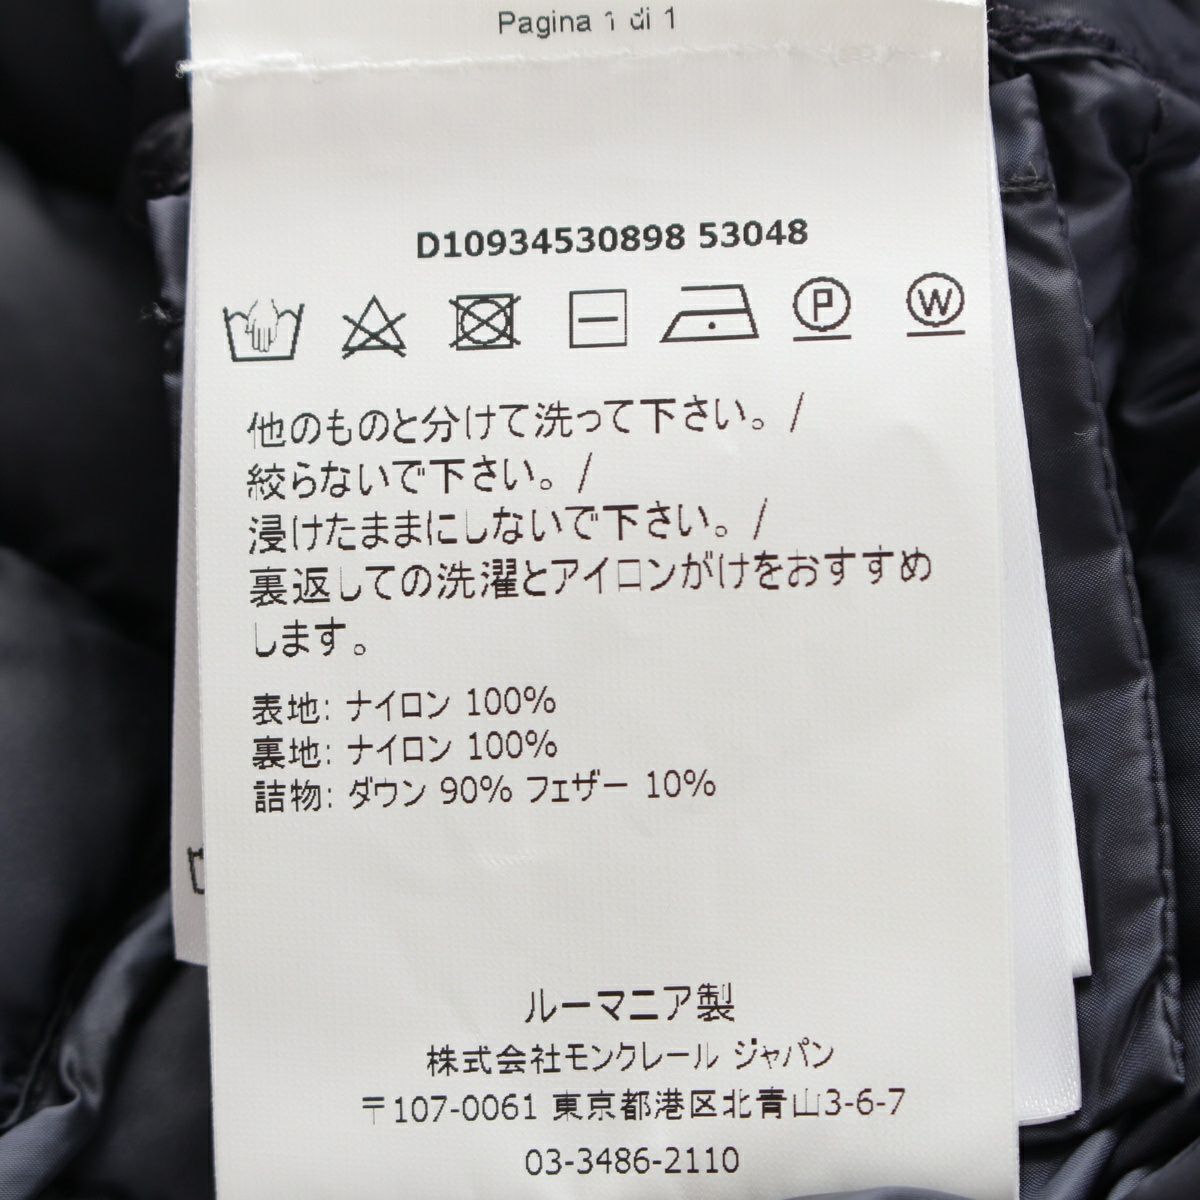 Pagina 1 di 1
D10934530898 53048
P W
他のものと分けて洗って下さい。/
絞らないで下さい。/
浸けたままにしないで下さい。/
裏返しての洗濯とアイロンがけをおすすめ
します。
表地: ナイロン 100%
裏地: ナイロン 100%
詰物: ダウン 90% フェザー 10%
ルーマニア製
株式会社モンクレール ジャパン
〒107-0061 東京都港区北青山3-6-7
03-3486-2110